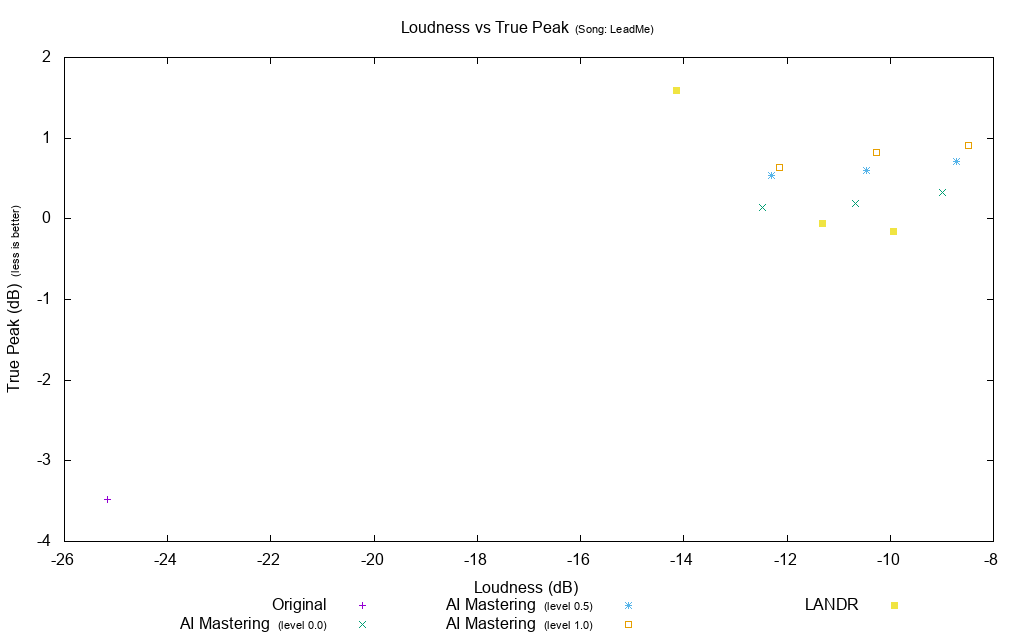 Loudness vs True Peak (Song: LeadMe)
2
1
0
-1
-2
-3
-4
True Peak (dB) (less is better)
-26 -24 -22 -20 -18 -16 -14 -12 -10 -8
Loudness (dB)
Original AI Mastering (level 0.5) LANDR
AI Mastering (level 0.0) AI Mastering (level 1.0)